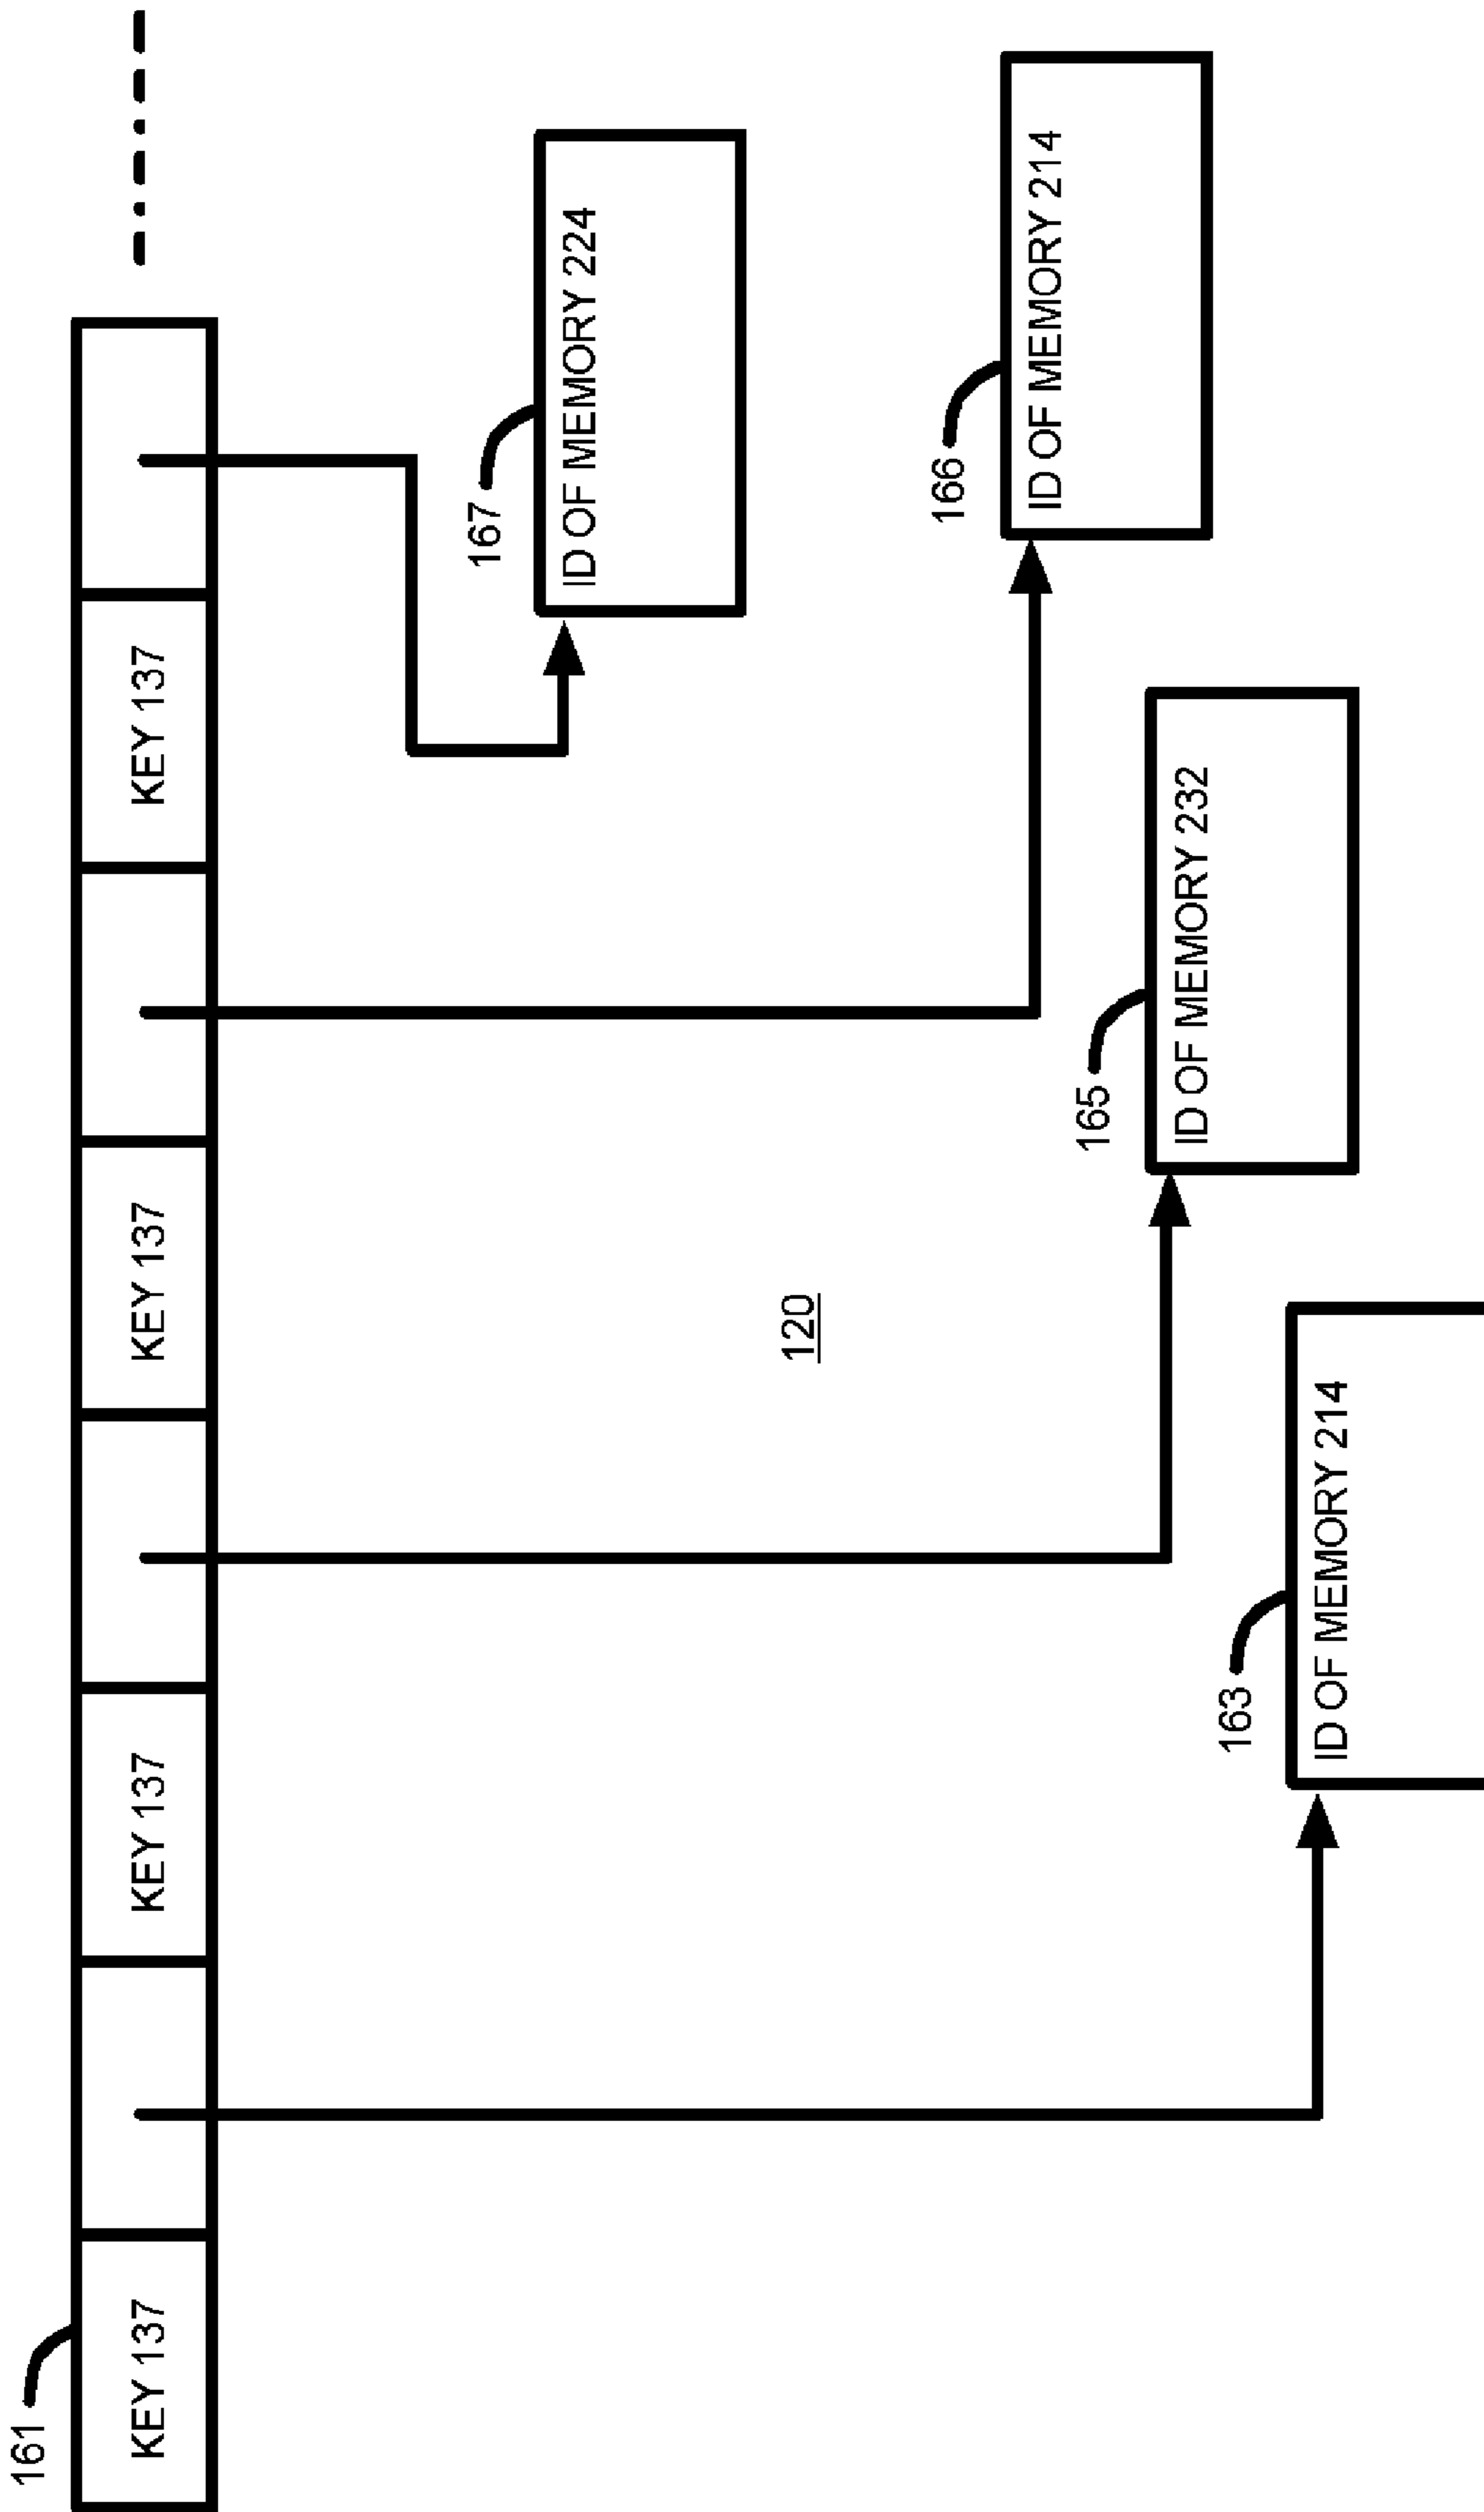 161
KEY 137
KEY 137
KEY 137
KEY 137
167
ID OF MEMORY 224
120
166
ID OF MEMORY 214
165
ID OF MEMORY 232
163
ID OF MEMORY 214